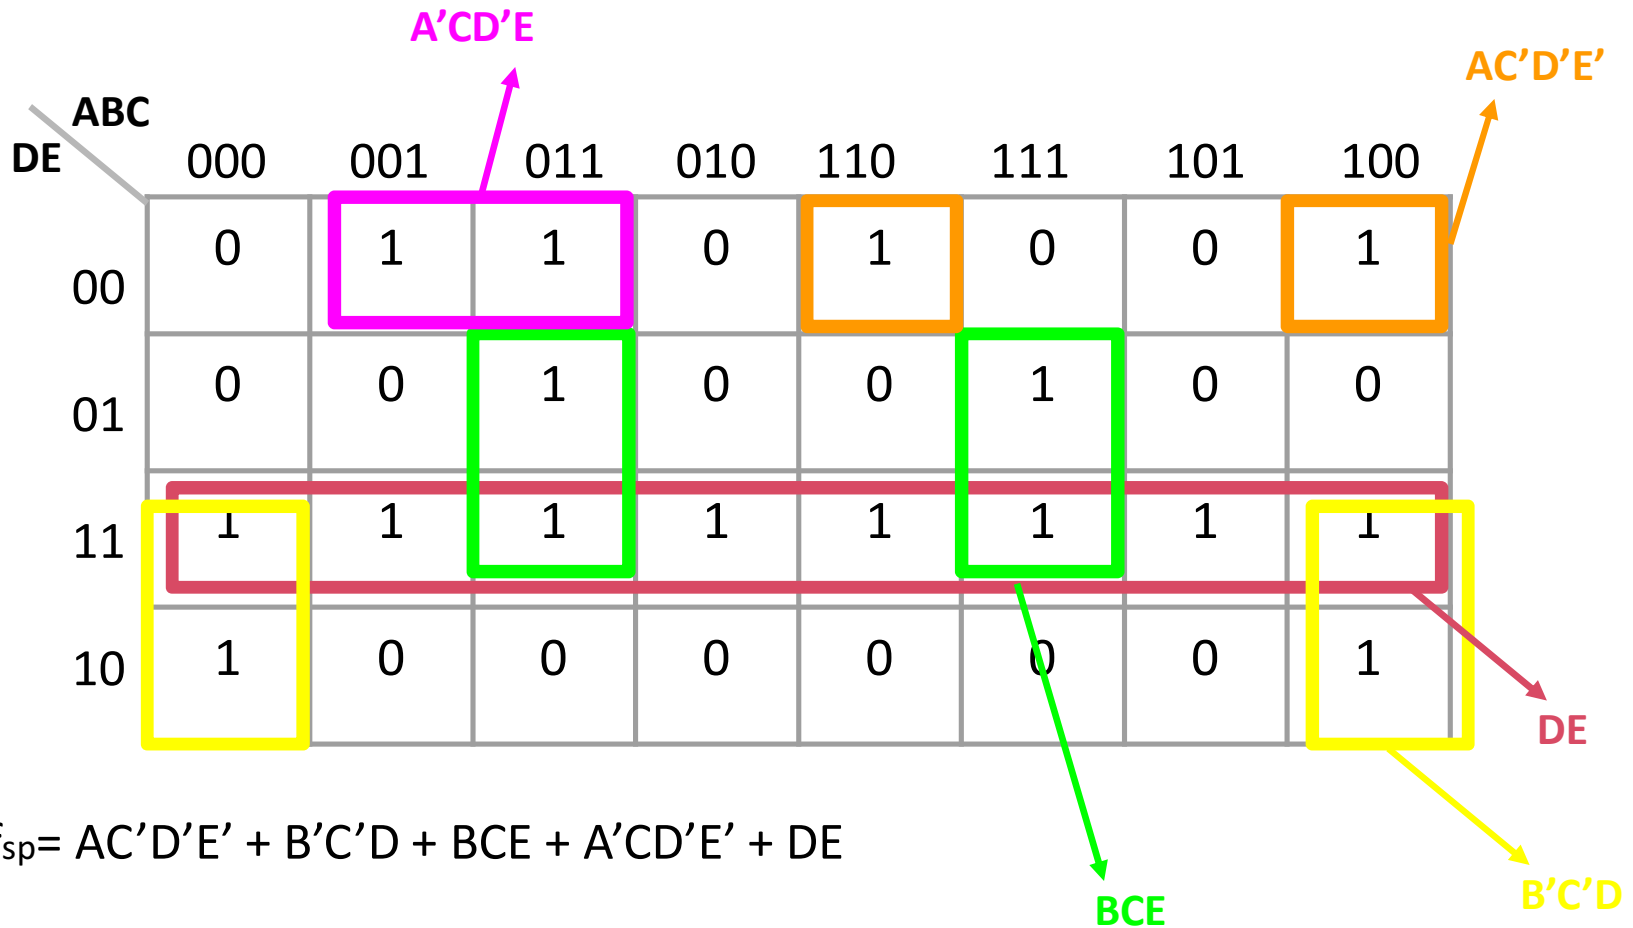 A’CD’E
AC’D’E’
ABC
DE
000 001 011 010 110 111 101 100
00 0 1 1 0 1 0 0 1
01 0 0 1 0 0 1 0 0
11 1 1 1 1 1 1 1 1
10 1 0 0 0 0 0 0 1
DE
fsp= AC’D’E’ + B’C’D + BCE + A’CD’E’ + DE
B’C’D
BCE